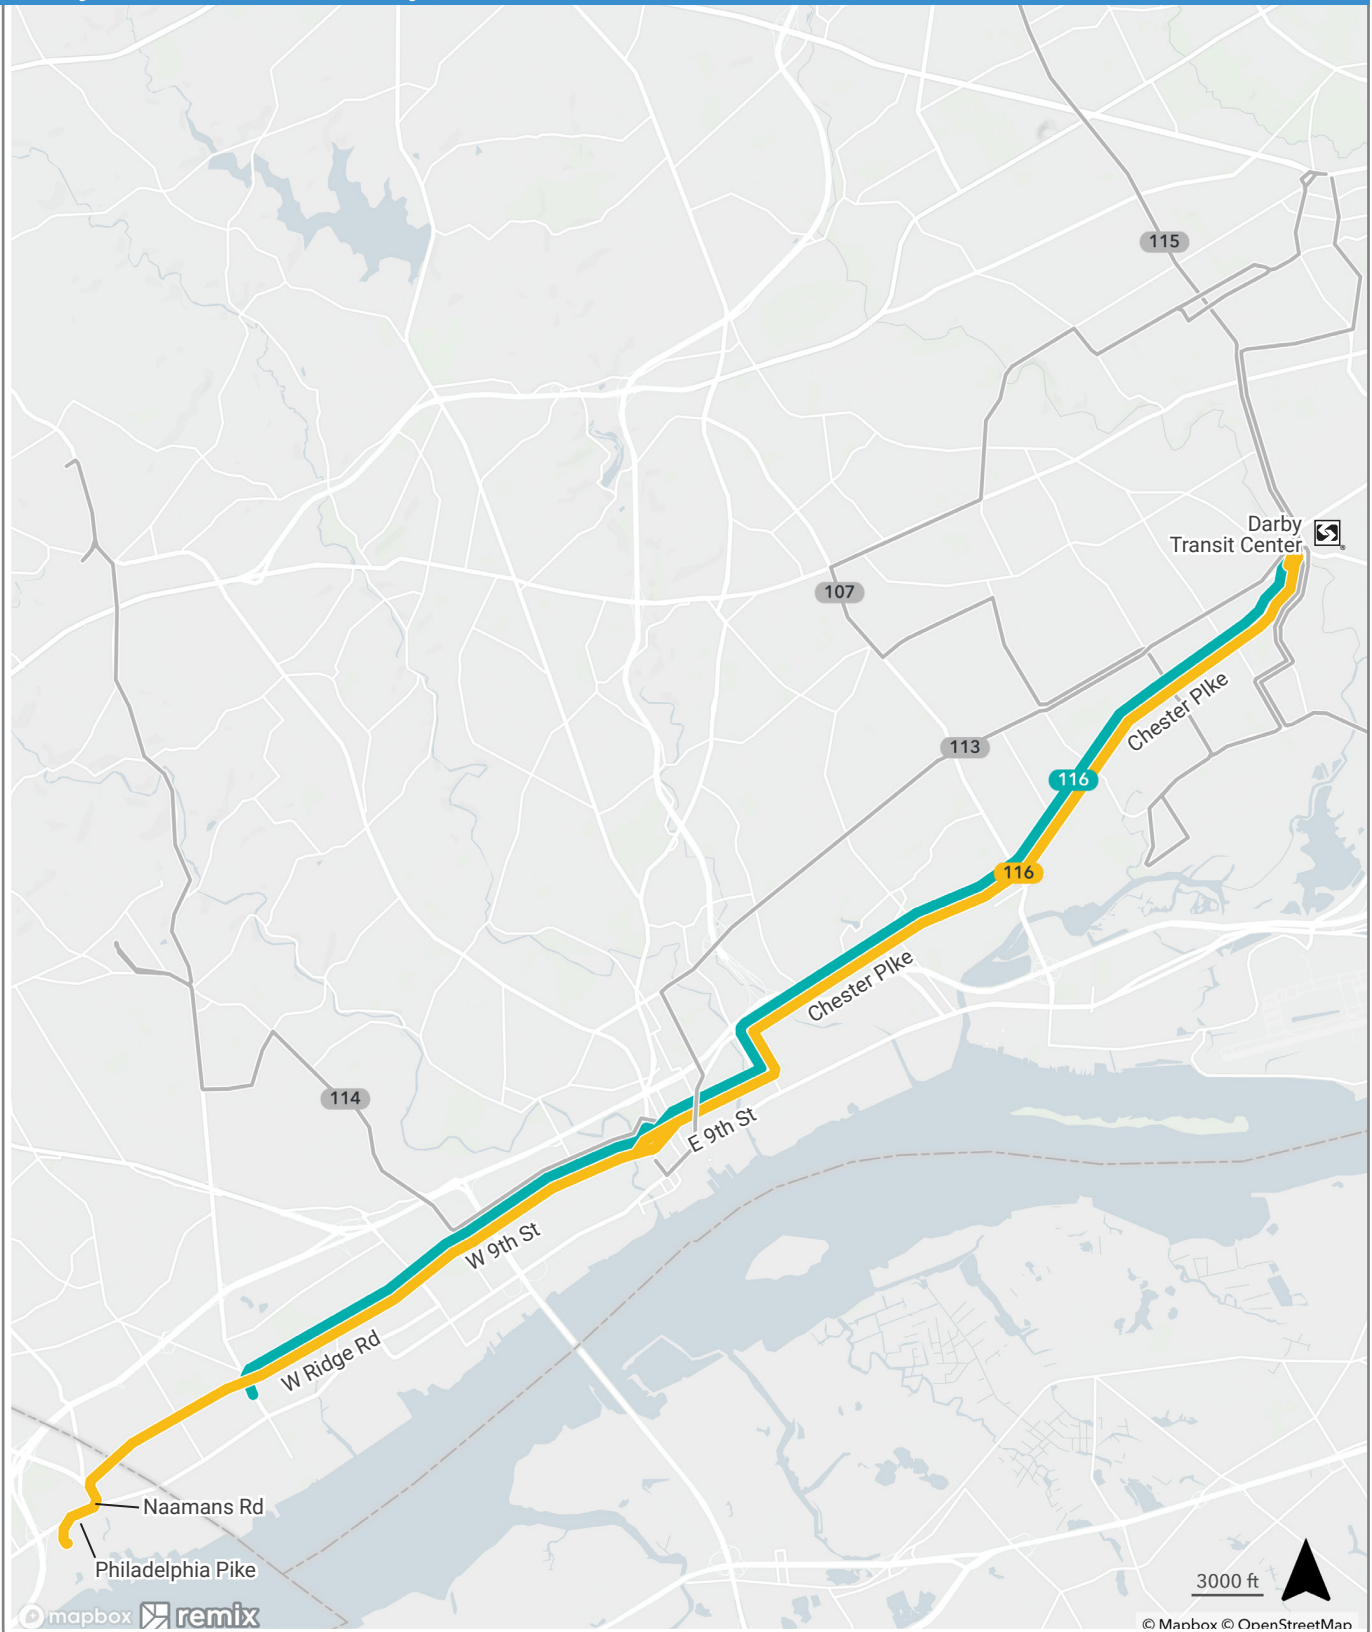 115
Darby
Transit Center
107
Chester PIke
113
116
116
Chester PIke
114
E 9th St
W 9th St
W Ridge Rd
Naamans Rd
Philadelphia Pike
3000 ft
mapbox remix
© Mapbox © OpenStreetMap